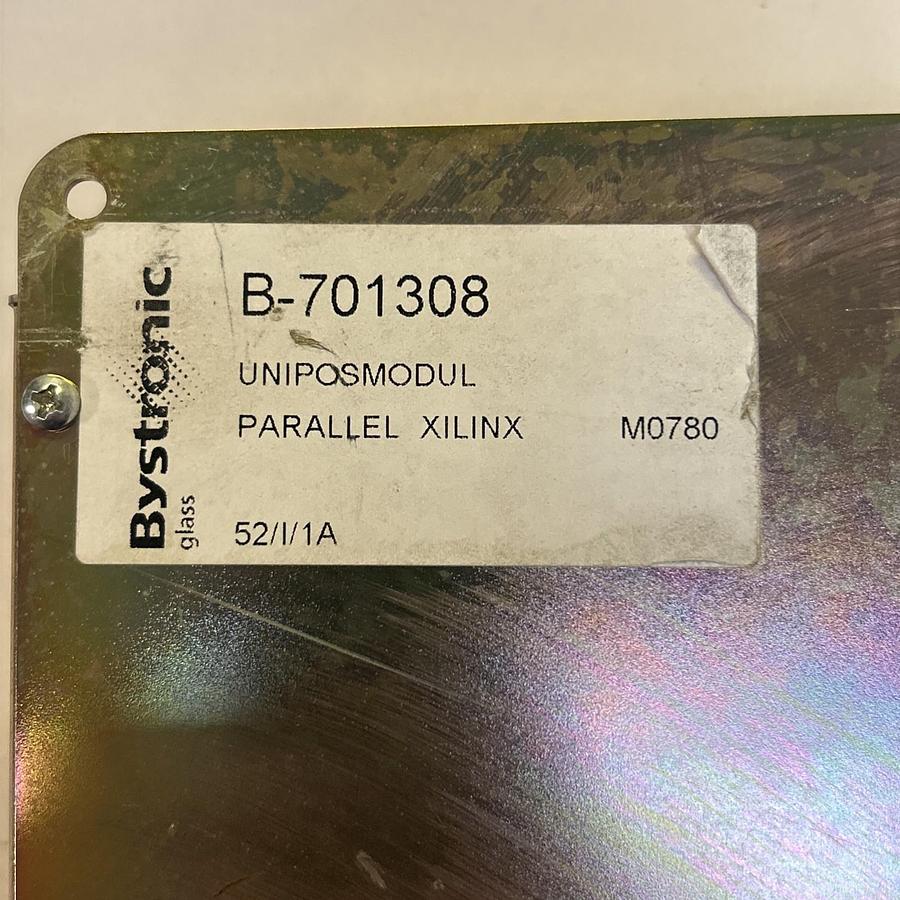 Bystronic
glass
B-701308
UNIPOSMODUL
PARALLEL XILINX M0780
52/I/1A